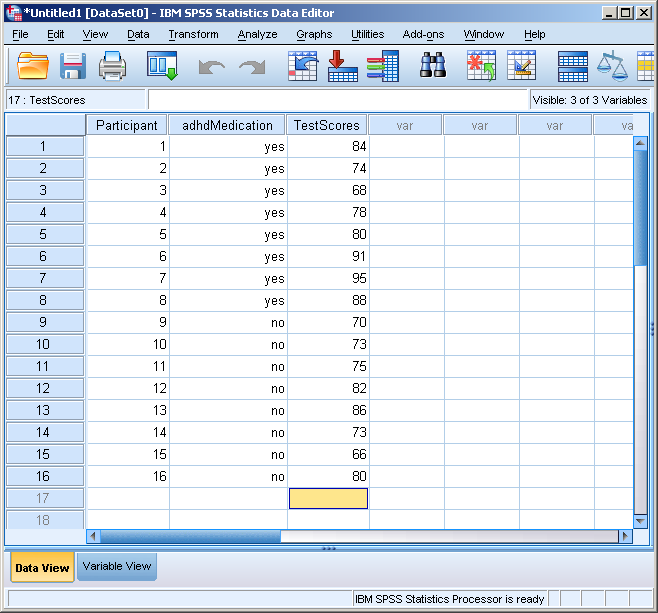 *Untitled1 [DataSet0] - IBM SPSS Statistics Data Editor
File Edit View Data Transform Analyze Graphs Utilities Add-ons Window Help
17 : TestScores Visible: 3 of 3 Variables
Participant adhdMedication TestScores var var var va
1 1 yes 84
2 2 yes 74
3 3 yes 68
4 4 yes 78
5 5 yes 80
6 6 yes 91
7 7 yes 95
8 8 yes 88
9 9 no 70
10 10 no 73
11 11 no 75
12 12 no 82
13 13 no 86
14 14 no 73
15 15 no 66
16 16 no 80
17
18
Data View Variable View
IBM SPSS Statistics Processor is ready